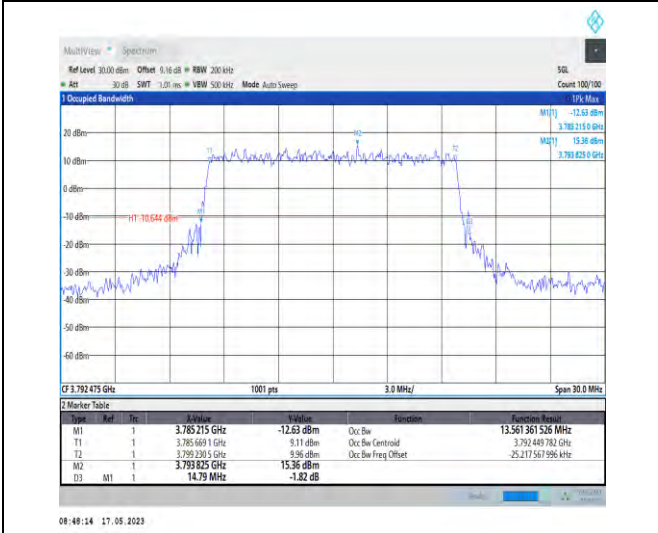 MultiView Spectrum
Ref Level 30.00 dBm Offset 9.16 dB RBW 200 kHz SGL
Att 30 dB SWT 1.01 ms VBW 500 kHz Mode Auto Sweep Count 100/100
1 Occupied Bandwidth 1Pk Max
M1[1] -12.63 dBm
3.785 215 0 GHz
20 dBm M2 M2[1] 15.36 dBm
3.793 825 0 GHz
T1 T2
10 dBm
0 dBm
-10 dBm H1 -10.644 dBm M1 D3
-20 dBm
-30 dBm
-40 dBm
-50 dBm
-60 dBm
CF 3.792 475 GHz 1001 pts 3.0 MHz/ Span 30.0 MHz
2 Marker Table
Type Ref Trc X-Value Y-Value Function Function Result
M1 1 3.785 215 GHz -12.63 dBm Occ Bw 13.561 361 526 MHz
T1 1 3.785 669 1 GHz 9.11 dBm Occ Bw Centroid 3.792 449 782 GHz
T2 1 3.799 230 5 GHz 9.96 dBm Occ Bw Freq Offset -25.217 567 996 kHz
M2 1 3.793 825 GHz 15.36 dBm
D3 M1 1 14.79 MHz -1.82 dB
08:48:14 17.05.2023